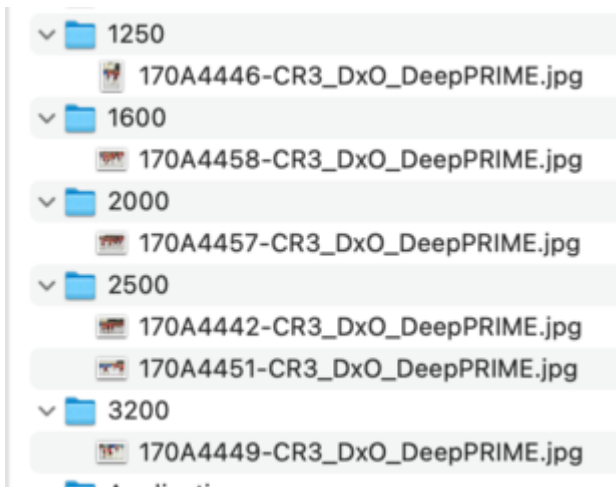 1250
170A4446-CR3_DxO_DeepPRIME.jpg
1600
170A4458-CR3_DxO_DeepPRIME.jpg
2000
170A4457-CR3_DxO_DeepPRIME.jpg
2500
170A4442-CR3_DxO_DeepPRIME.jpg
170A4451-CR3_DxO_DeepPRIME.jpg
3200
170A4449-CR3_DxO_DeepPRIME.jpg